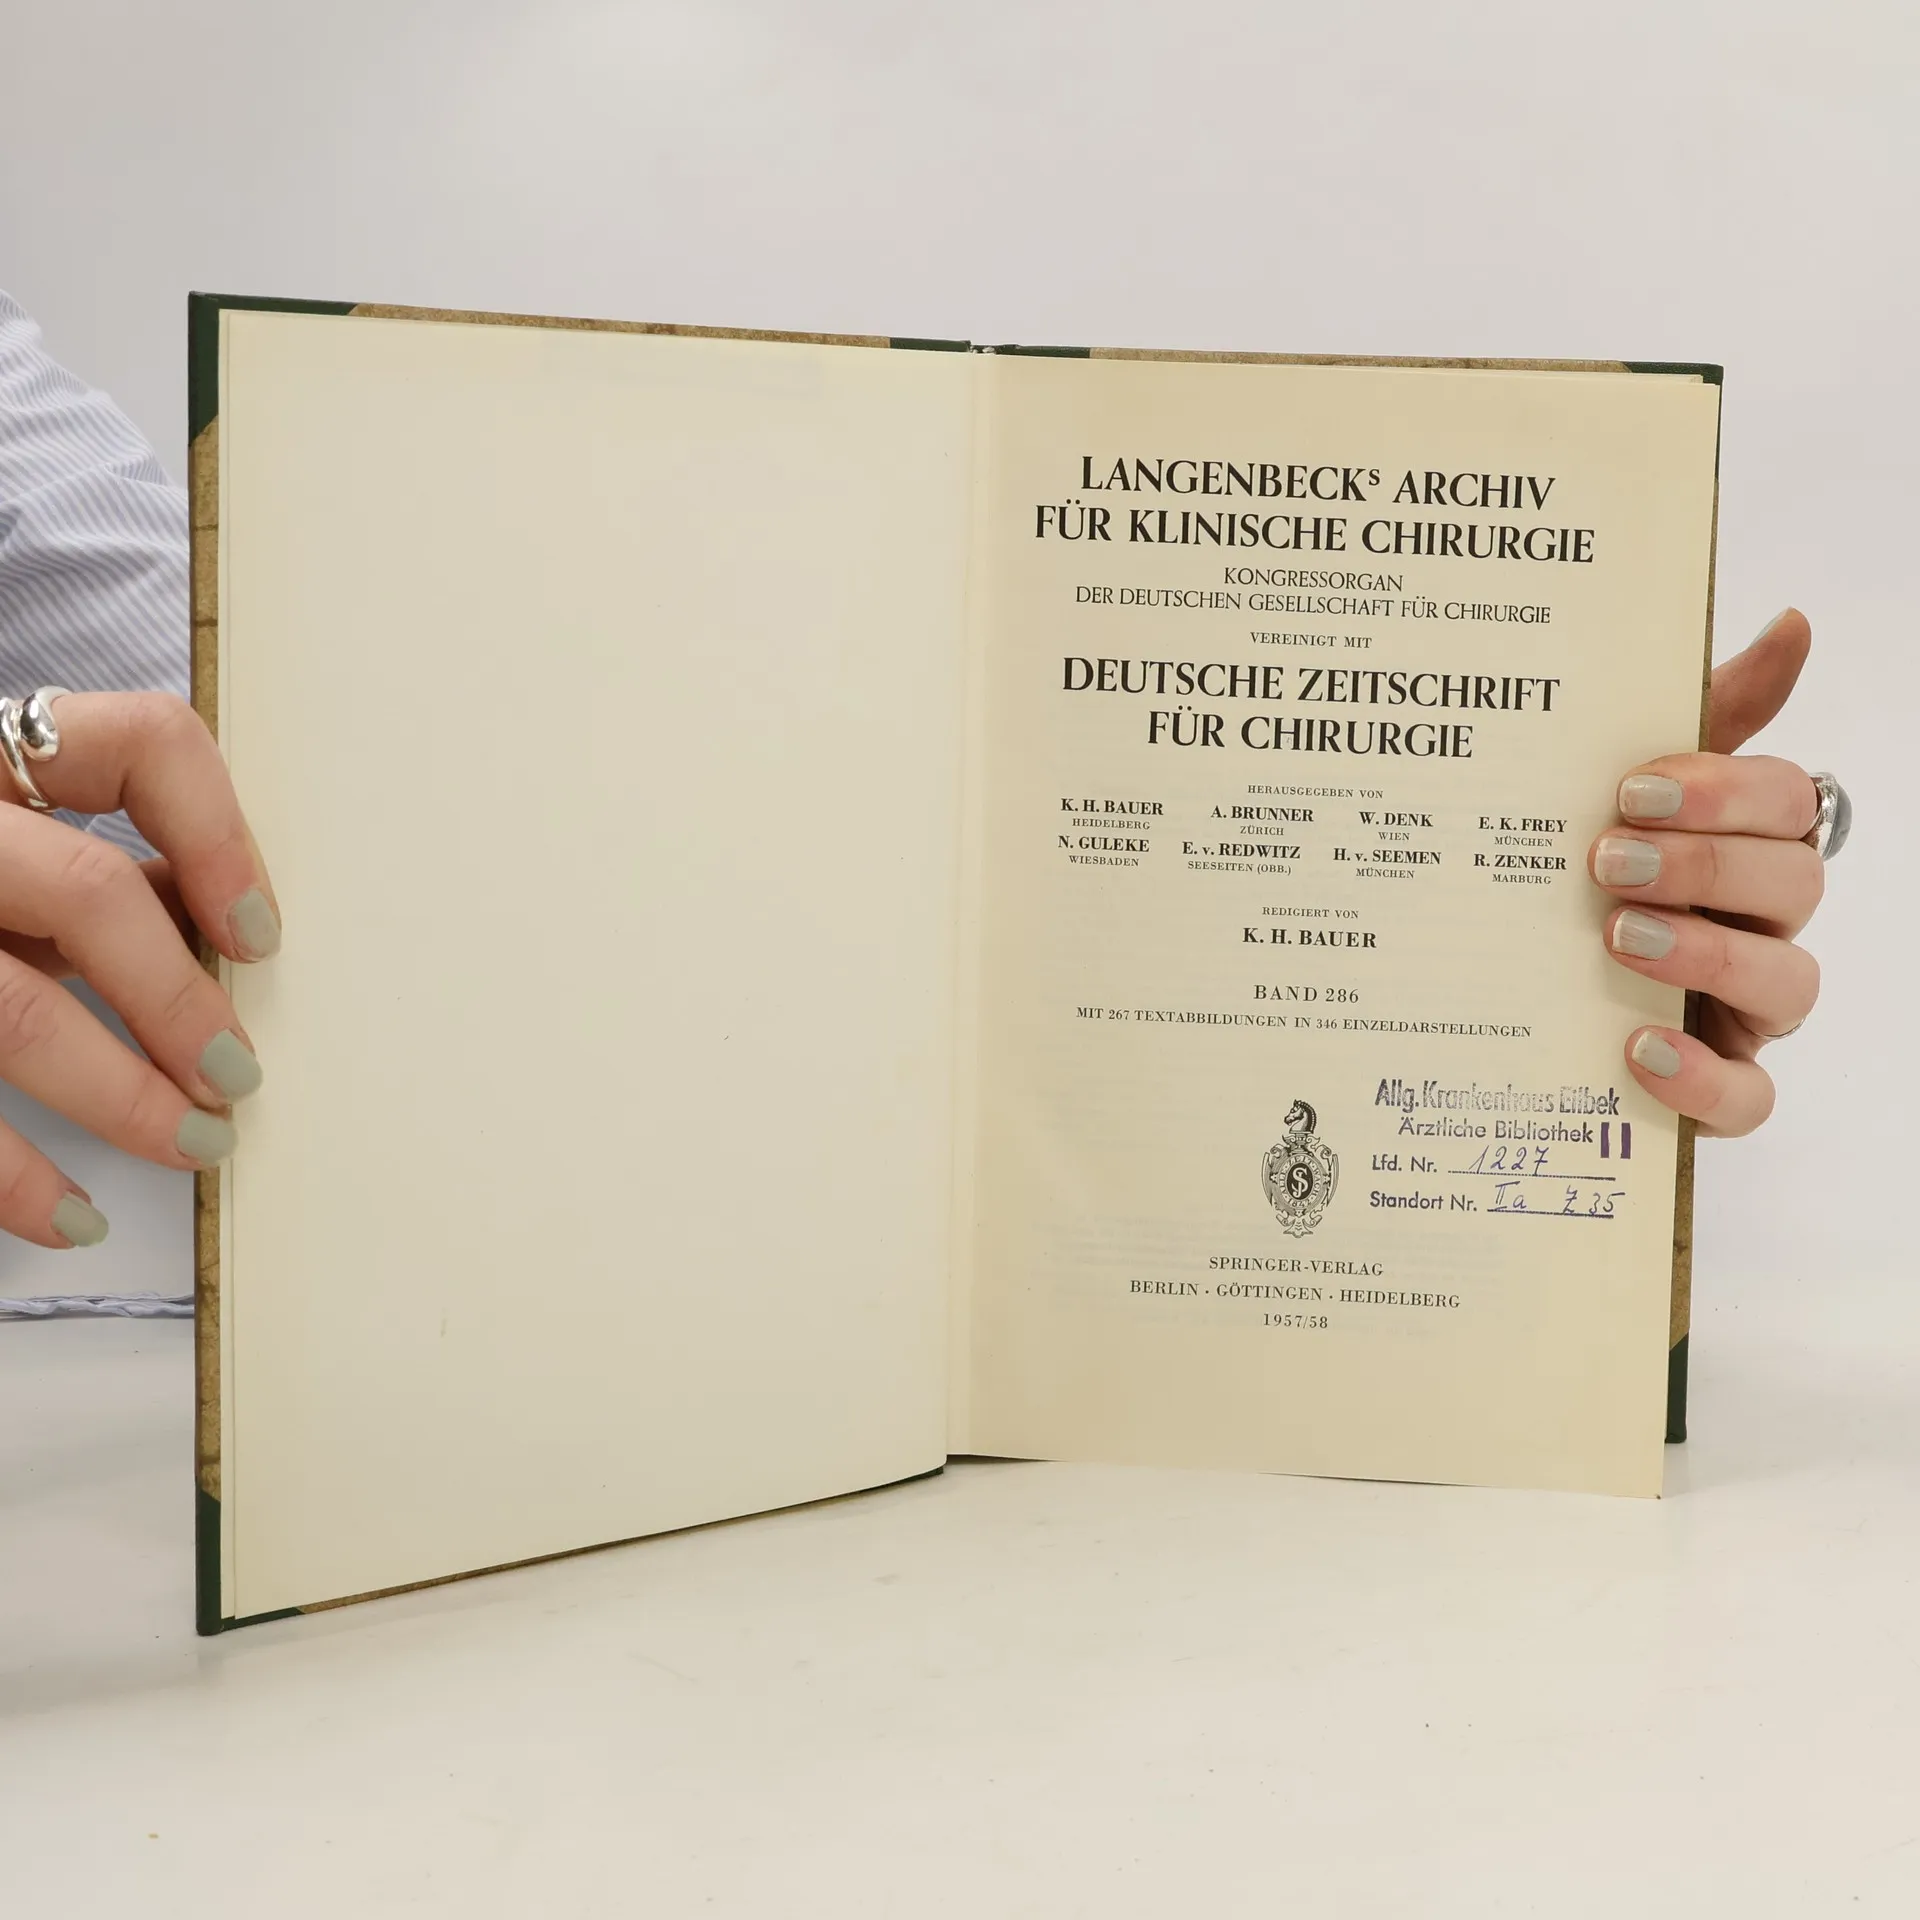 LANGENBECKs ARCHIV
FÜR KLINISCHE CHIRURGIE
KONGRESSORGAN
DER DEUTSCHEN GESELLSCHAFT FÜR CHIRURGIE
VEREINIGT MIT
DEUTSCHE ZEITSCHRIFT
FÜR CHIRURGIE
HERAUSGEGEBEN VON
K. H. BAUER A. BRUNNER W. DENK E. K. FREY
HEIDELBERG ZÜRICH WIEN MÜNCHEN
N. GULEKE E. v. REDWITZ H. v. SEEMEN R. ZENKER
WIESBADEN SEESEITEN (OBB.) MÜNCHEN MARBURG
REDIGIERT VON
K. H. BAUER
BAND 286
MIT 267 TEXTABBILDUNGEN IN 346 EINZELDARSTELLUNGEN
Allg. Krankenhaus Eilbek
Ärztliche Bibliothek
Lfd. Nr. 1227
Standort Nr. IIa Z 35
SPRINGER-VERLAG
BERLIN · GÖTTINGEN · HEIDELBERG
1957/58